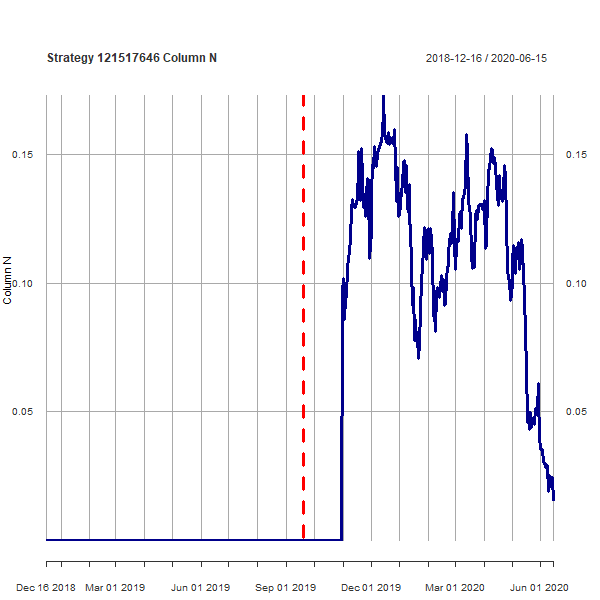 Strategy 121517646 Column N 2018-12-16 / 2020-06-15
0.15 0.15
0.10 0.10
Column N
0.05 0.05
Dec 16 2018 Mar 01 2019 Jun 01 2019 Sep 01 2019 Dec 01 2019 Mar 01 2020 Jun 01 2020